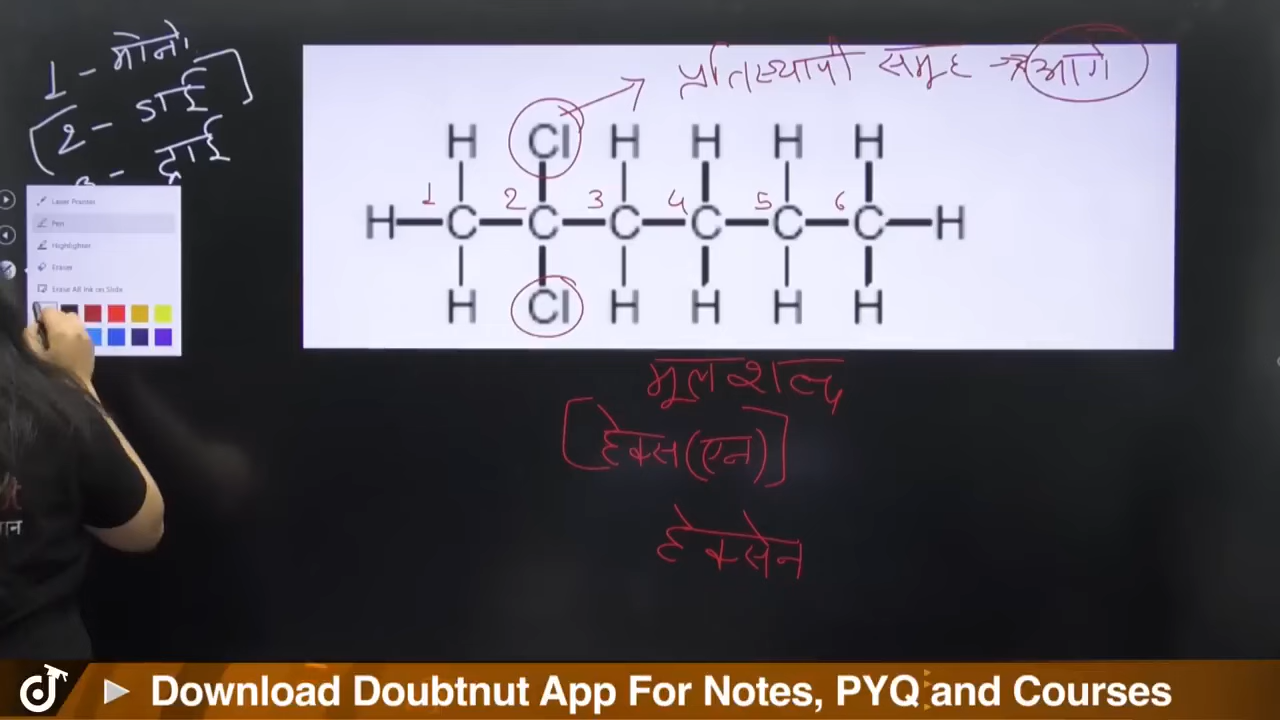 1 - मोनो
[2 - डाई]
- ट्राई
Laser Pointer
Pen
Highlighter
Eraser
Erase All Ink on Slide
प्रतिस्थापी समूह → आगे
H Cl H H H H
1 2 3 4 5 6
H C C C C C C H
H Cl H H H H
मूलशब्द
[हेक्स(एन)]
हेक्सेन
Download Doubtnut App For Notes, PYQ and Courses